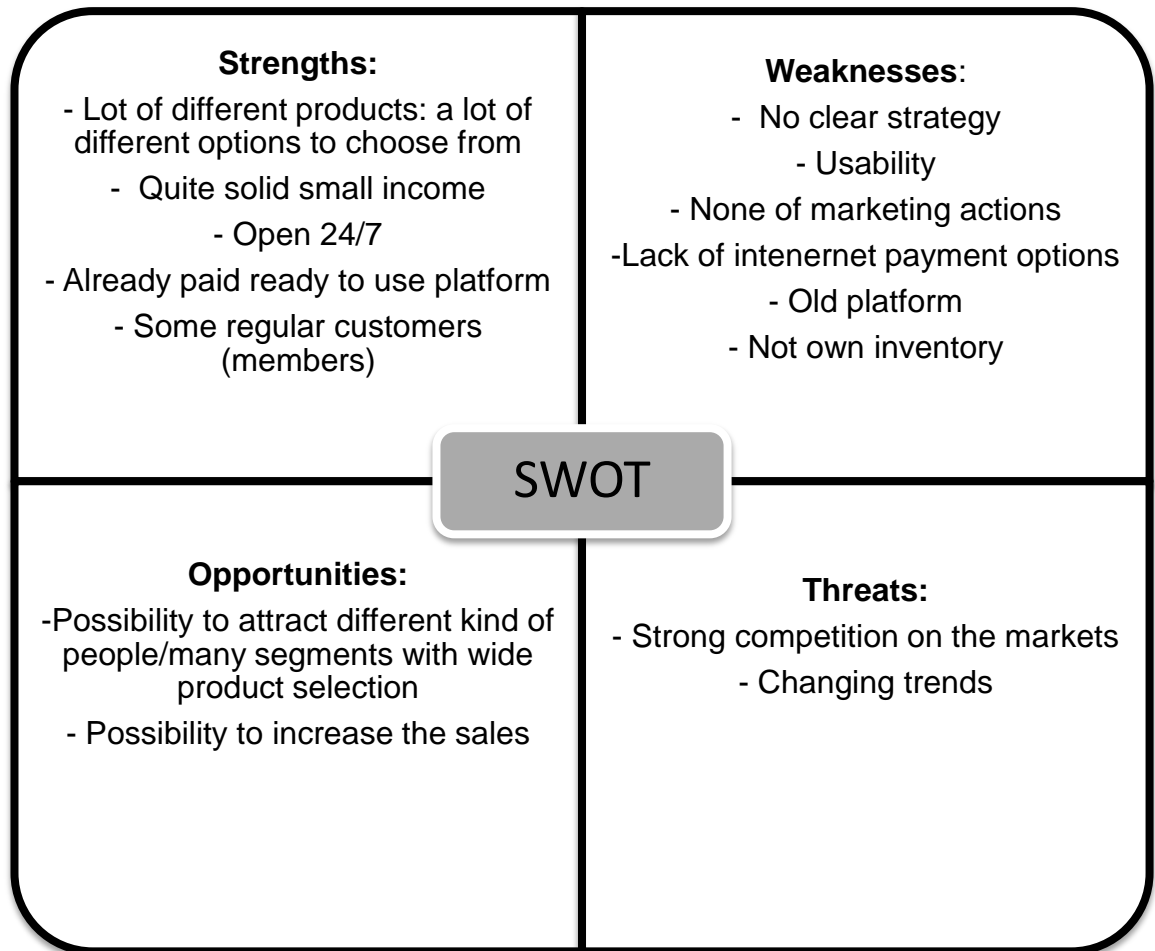 Strengths:
- Lot of different products: a lot of
different options to choose from
- Quite solid small income
- Open 24/7
- Already paid ready to use platform
- Some regular customers
(members)
Weaknesses:
- No clear strategy
- Usability
- None of marketing actions
-Lack of intenernet payment options
- Old platform
- Not own inventory
SWOT
Opportunities:
-Possibility to attract different kind of
people/many segments with wide
product selection
- Possibility to increase the sales
Threats:
- Strong competition on the markets
- Changing trends